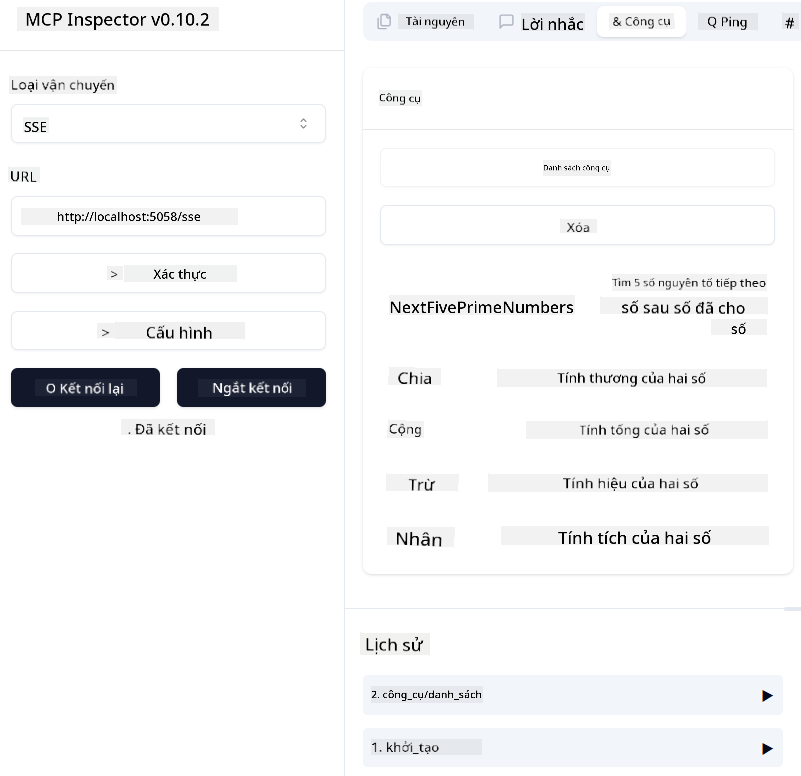 MCP Inspector v0.10.2
Loại vận chuyển
SSE
URL
http://localhost:5058/sse
> Xác thực
> Cấu hình
O Kết nối lại
Ngắt kết nối
. Đã kết nối
Tài nguyên
Lời nhắc
& Công cụ
Q Ping
#
Công cụ
Danh sách công cụ
Xóa
NextFivePrimeNumbers
Tìm 5 số nguyên tố tiếp theo
số sau số đã cho
số
Chia
Tính thương của hai số
Cộng
Tính tổng của hai số
Trừ
Tính hiệu của hai số
Nhân
Tính tích của hai số
Lịch sử
2. công_cụ/danh_sách
1. khởi_tạo